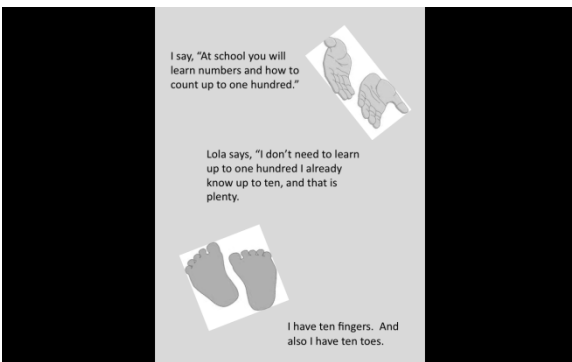 I say, “At school you will
learn numbers and how to
count up to one hundred.”
Lola says, “I don’t need to learn
up to one hundred I already
know up to ten, and that is
plenty.
I have ten fingers.  And
also I have ten toes.